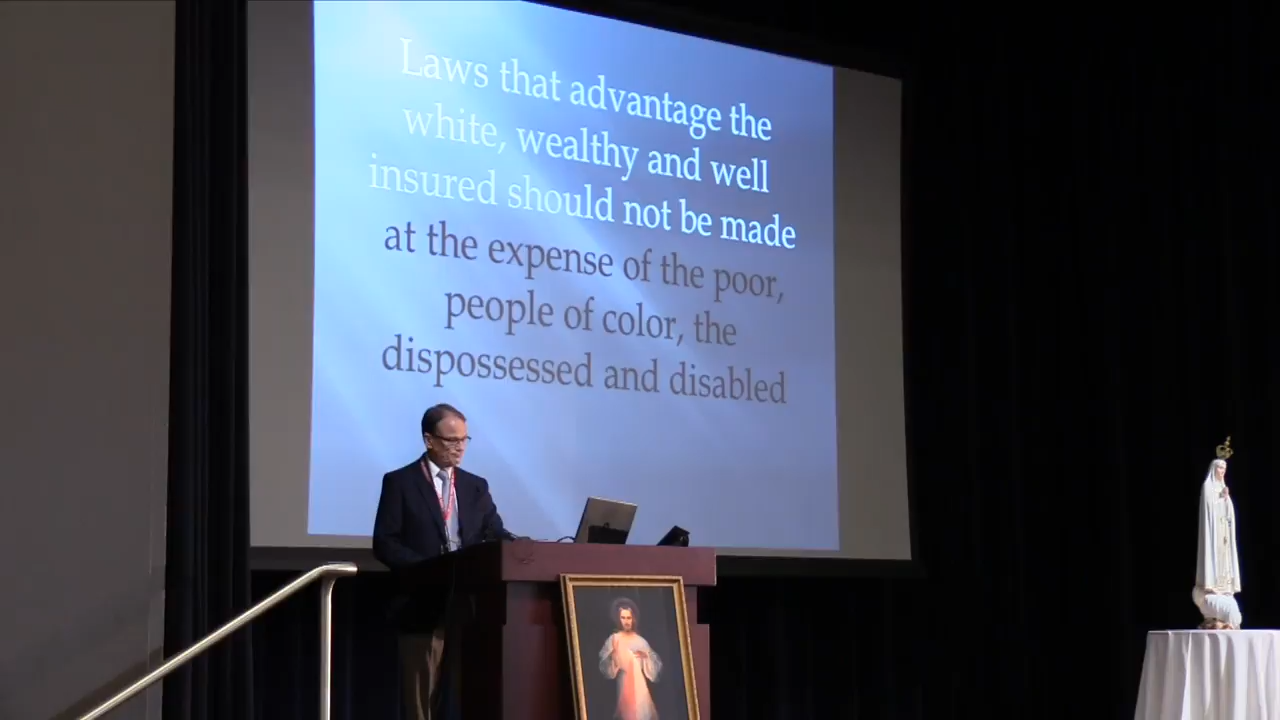 Laws that advantage the
white, wealthy and well
insured should not be made
at the expense of the poor,
people of color, the
dispossessed and disabled